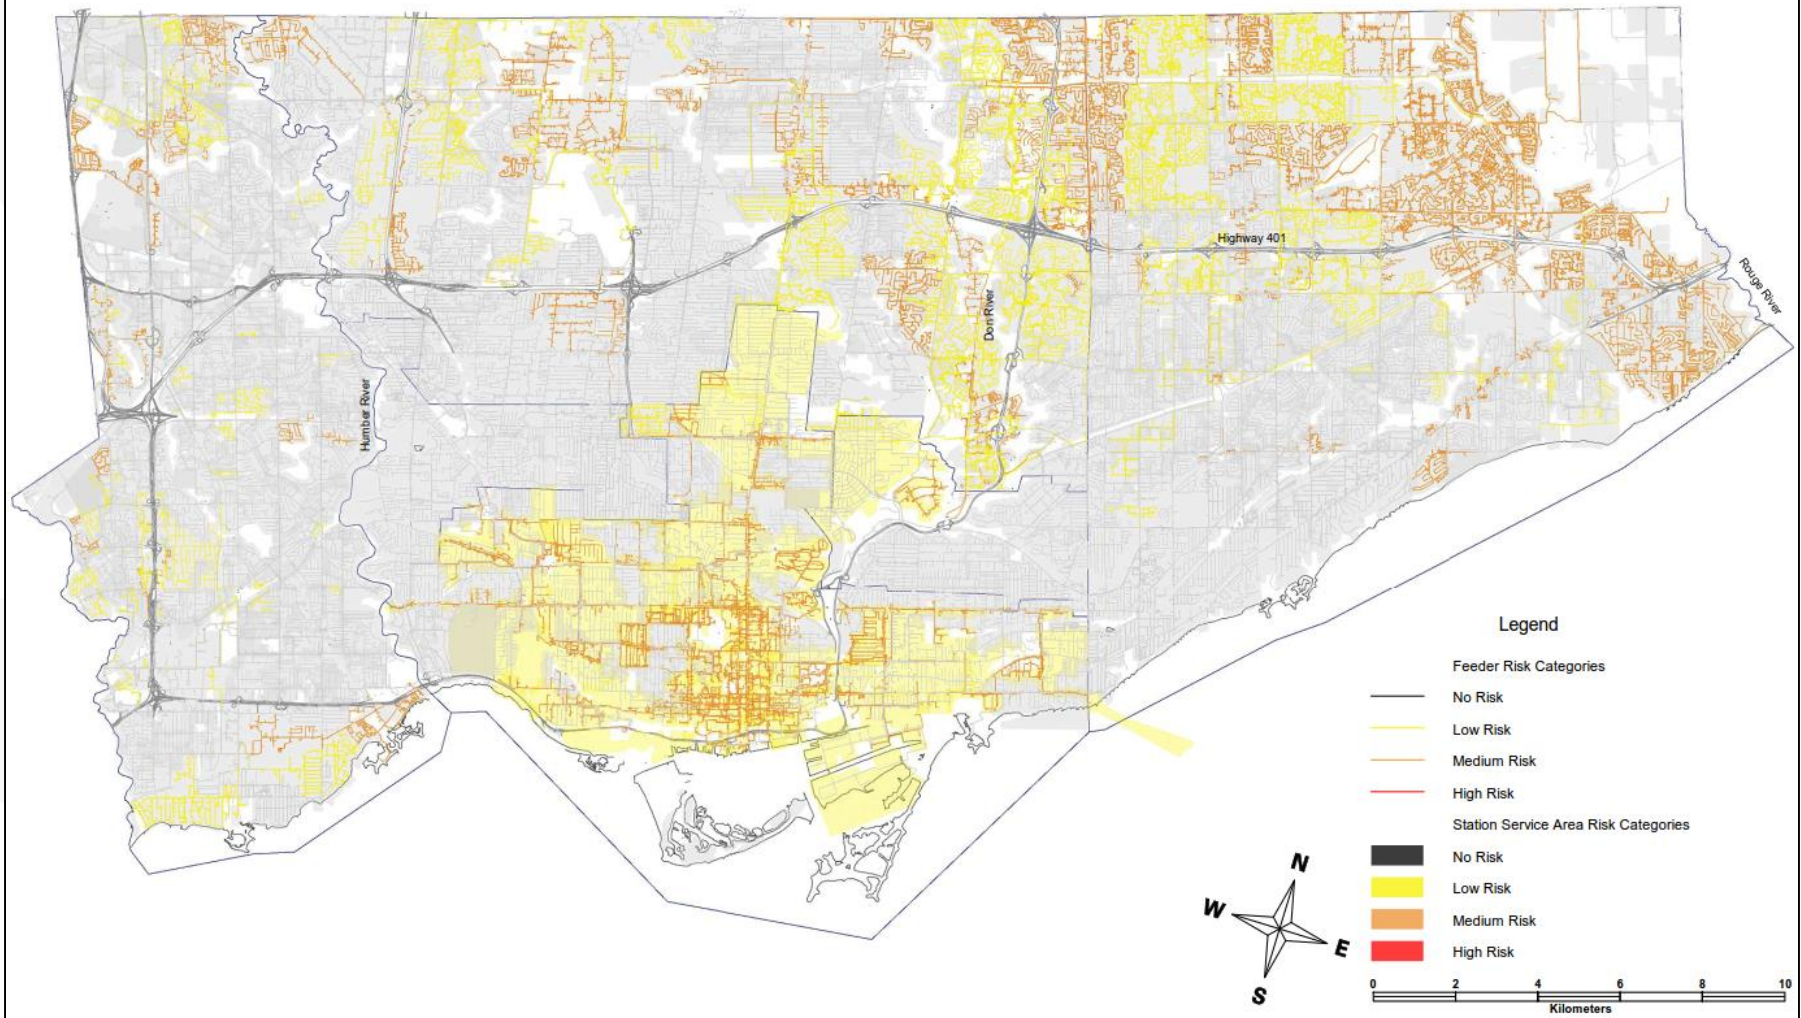 Highway 401
Rouge River
Don River
Humber River
Legend
Feeder Risk Categories
No Risk
Low Risk
Medium Risk
High Risk
Station Service Area Risk Categories
No Risk
Low Risk
Medium Risk
High Risk
N
W
E
S
0 2 4 6 8 10
Kilometers